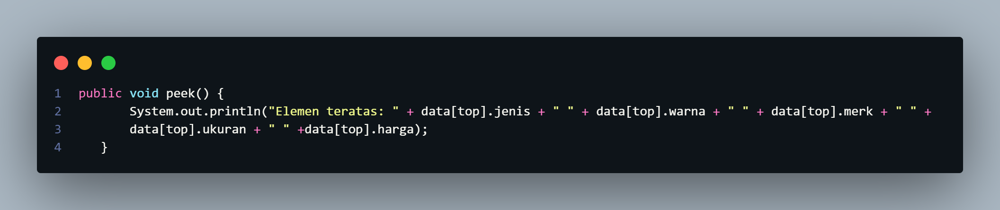 1 public void peek() {
2 System.out.println("Elemen teratas: " + data[top].jenis + " " + data[top].warna + " " + data[top].merk + " " +
3 data[top].ukuran + " " +data[top].harga);
4 }